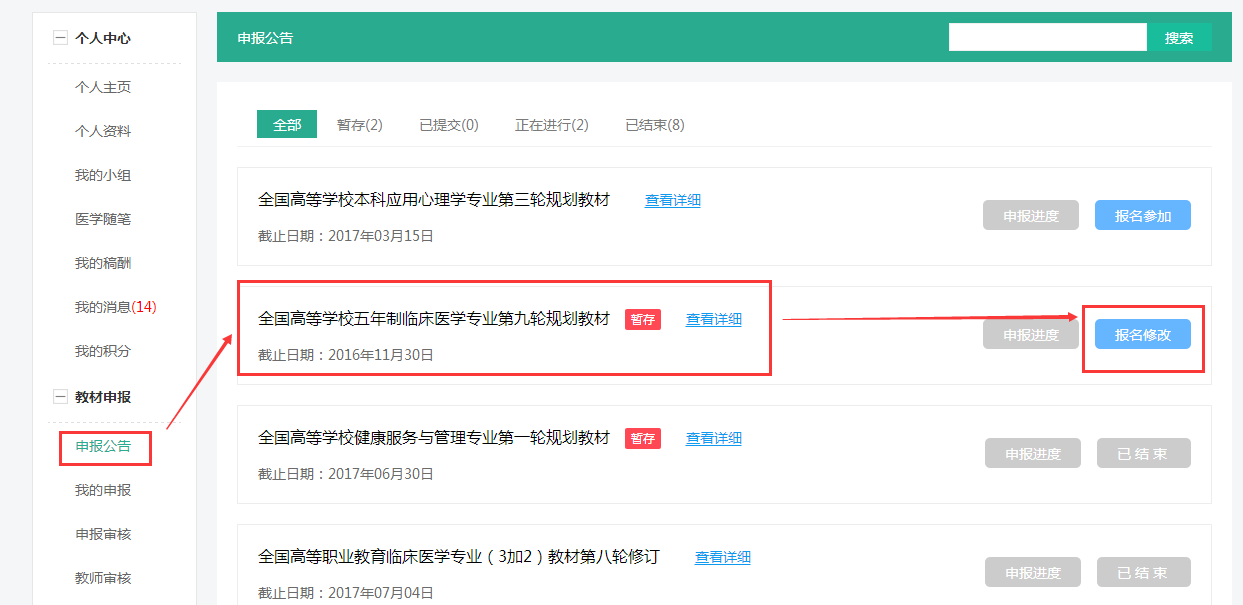 个人中心
个人主页
个人资料
我的小组
医学随笔
我的稿酬
我的消息(14)
我的积分
教材申报
申报公告
我的申报
申报审核
教师审核
申报公告
搜索
全部 暂存(2) 已提交(0) 正在进行(2) 已结束(8)
全国高等学校本科应用心理学专业第三轮规划教材 查看详细
截止日期：2017年03月15日
申报进度 报名参加
全国高等学校五年制临床医学专业第九轮规划教材 暂存 查看详细
截止日期：2016年11月30日
申报进度 报名修改
全国高等学校健康服务与管理专业第一轮规划教材 暂存 查看详细
截止日期：2017年06月30日
申报进度 已 结 束
全国高等职业教育临床医学专业（3加2）教材第八轮修订 查看详细
截止日期：2017年07月04日
申报进度 已 结 束